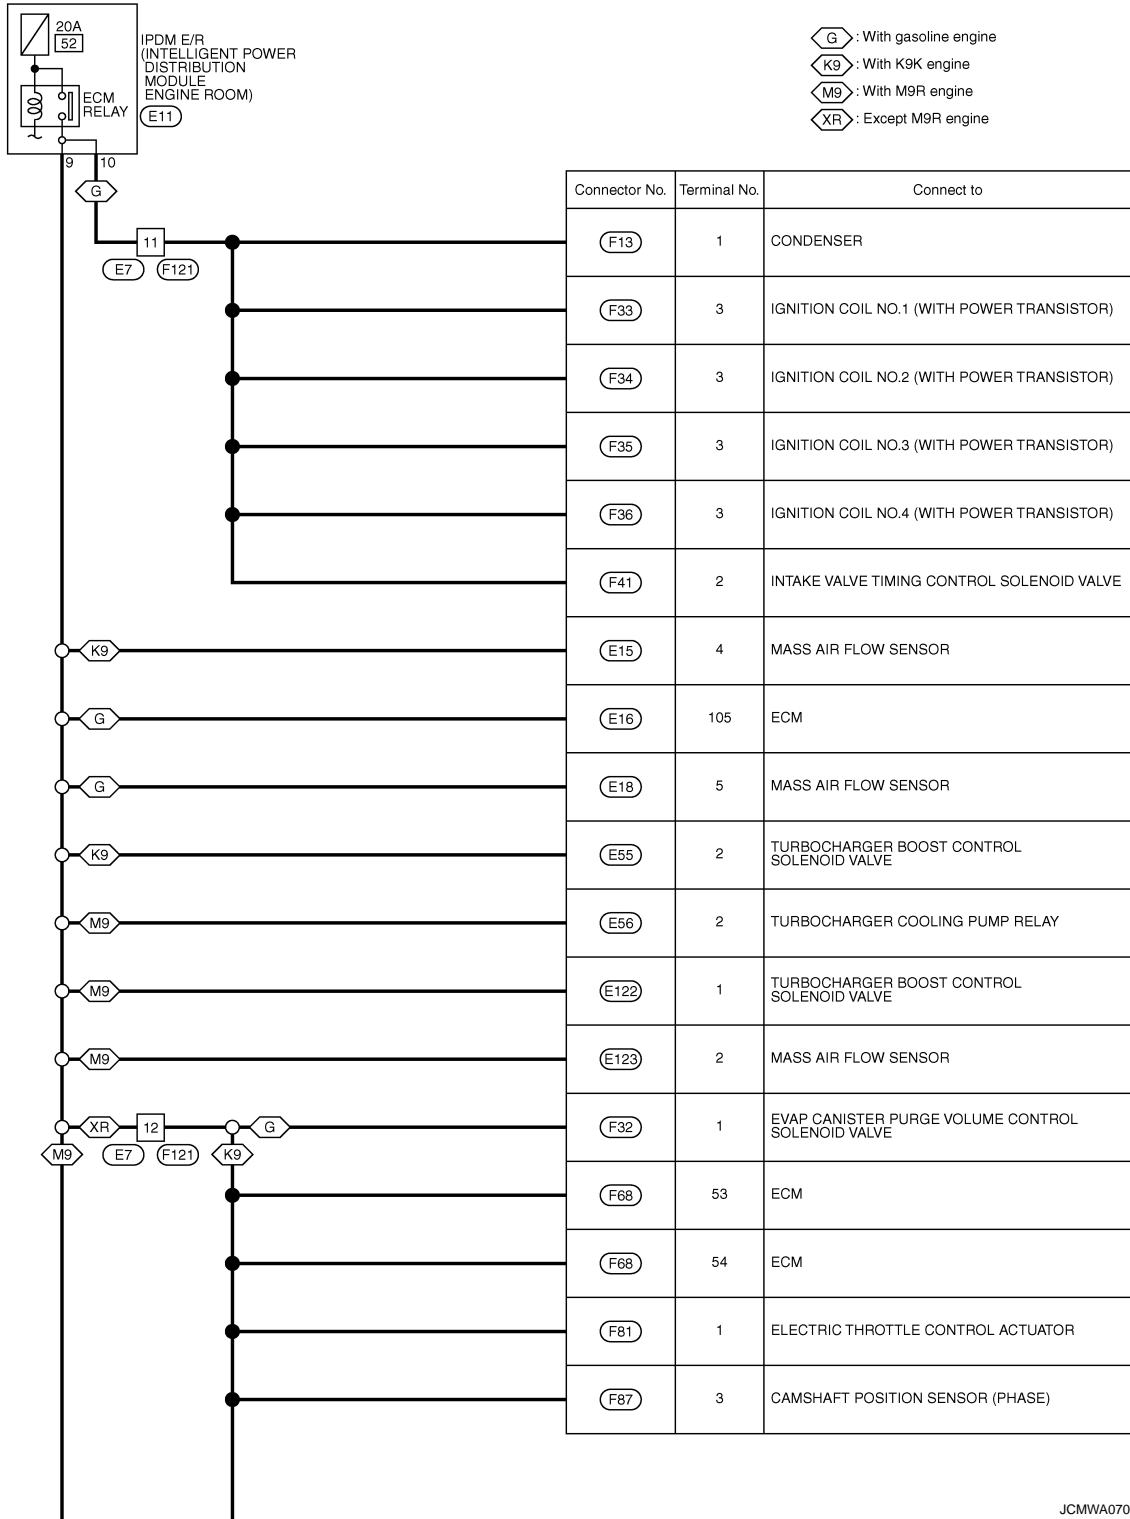 20A
52
IPDM E/R
(INTELLIGENT POWER
DISTRIBUTION
MODULE
ENGINE ROOM)
E11
ECM
RELAY
9 10
G : With gasoline engine
K9 : With K9K engine
M9 : With M9R engine
XR : Except M9R engine
G
Connector No. Terminal No. Connect to
11
E7 F121
F13 1 CONDENSER
F33 3 IGNITION COIL NO.1 (WITH POWER TRANSISTOR)
F34 3 IGNITION COIL NO.2 (WITH POWER TRANSISTOR)
F35 3 IGNITION COIL NO.3 (WITH POWER TRANSISTOR)
F36 3 IGNITION COIL NO.4 (WITH POWER TRANSISTOR)
F41 2 INTAKE VALVE TIMING CONTROL SOLENOID VALVE
K9 E15 4 MASS AIR FLOW SENSOR
G E16 105 ECM
G E18 5 MASS AIR FLOW SENSOR
K9 E55 2 TURBOCHARGER BOOST CONTROL
SOLENOID VALVE
M9 E56 2 TURBOCHARGER COOLING PUMP RELAY
M9 E122 1 TURBOCHARGER BOOST CONTROL
SOLENOID VALVE
M9 E123 2 MASS AIR FLOW SENSOR
XR 12 G F32 1 EVAP CANISTER PURGE VOLUME CONTROL
SOLENOID VALVE
M9 E7 F121 K9
F68 53 ECM
F68 54 ECM
F81 1 ELECTRIC THROTTLE CONTROL ACTUATOR
F87 3 CAMSHAFT POSITION SENSOR (PHASE)
JCMWA070